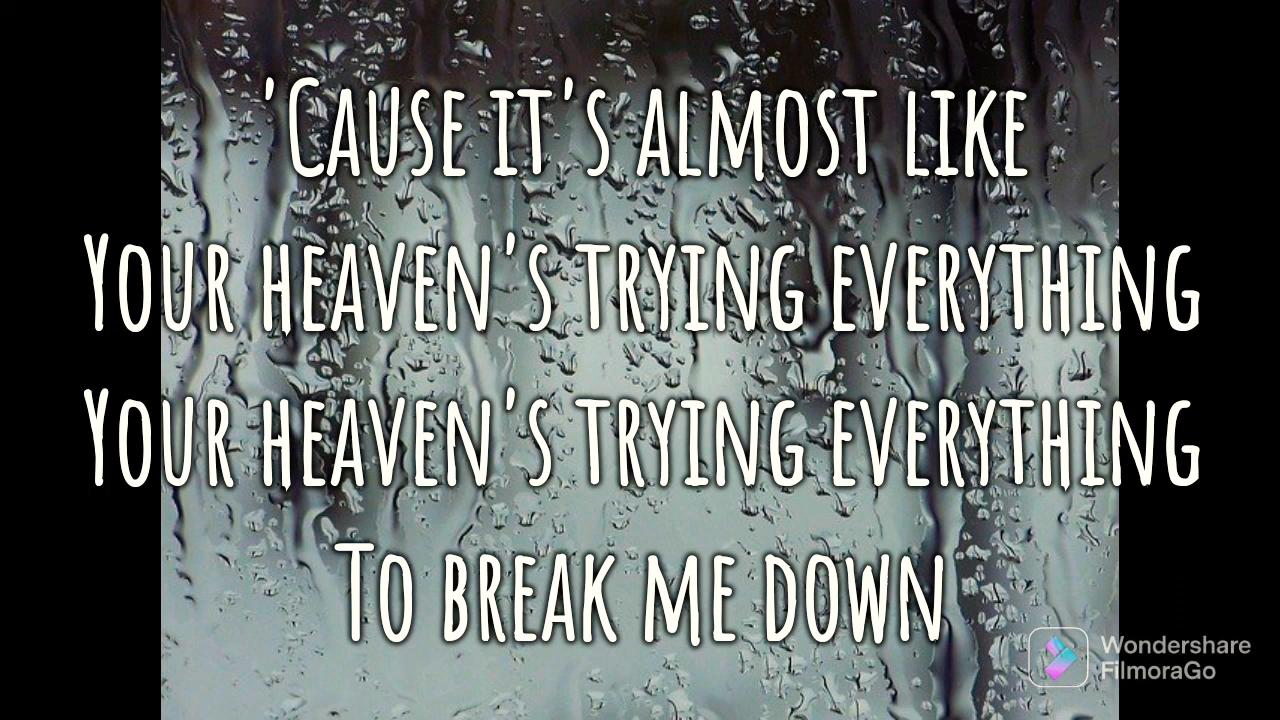 'Cause it's almost like
Your heaven's trying everything
Your heaven's trying everything
To break me down
Wondershare
FilmoraGo